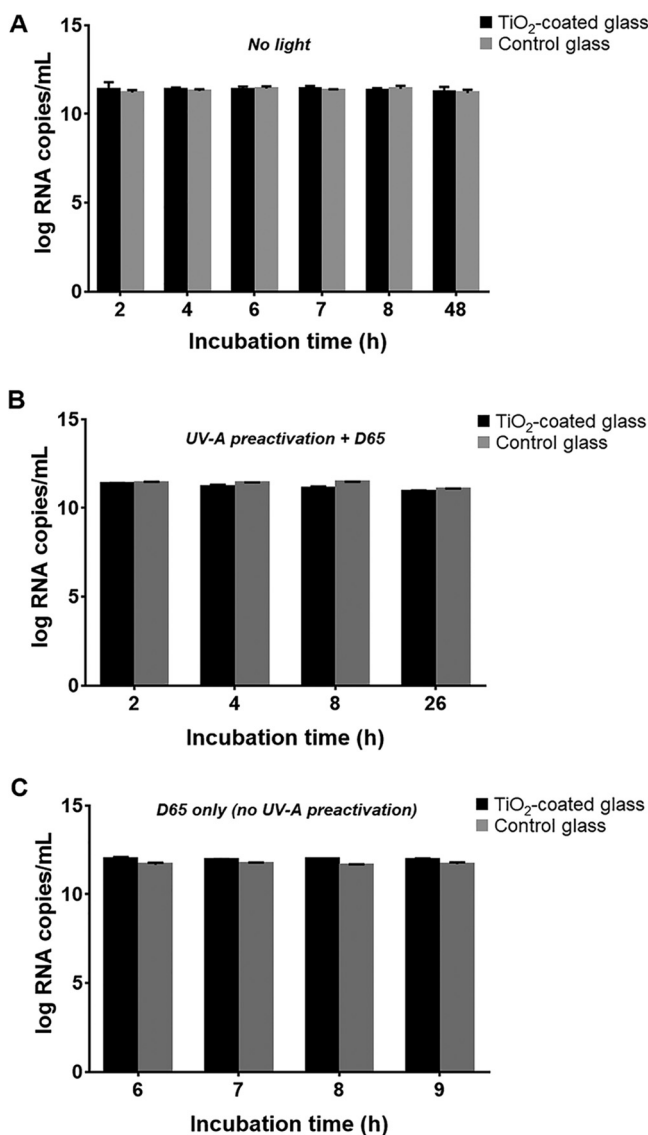 A
No light
TiO₂-coated glass
Control glass
log RNA copies/mL
15
10
5
0
2 4 6 7 8 48
Incubation time (h)
B
UV-A preactivation + D65
TiO₂-coated glass
Control glass
log RNA copies/mL
15
10
5
0
2 4 8 26
Incubation time (h)
C
D65 only (no UV-A preactivation)
TiO₂-coated glass
Control glass
log RNA copies/mL
15
10
5
0
6 7 8 9
Incubation time (h)